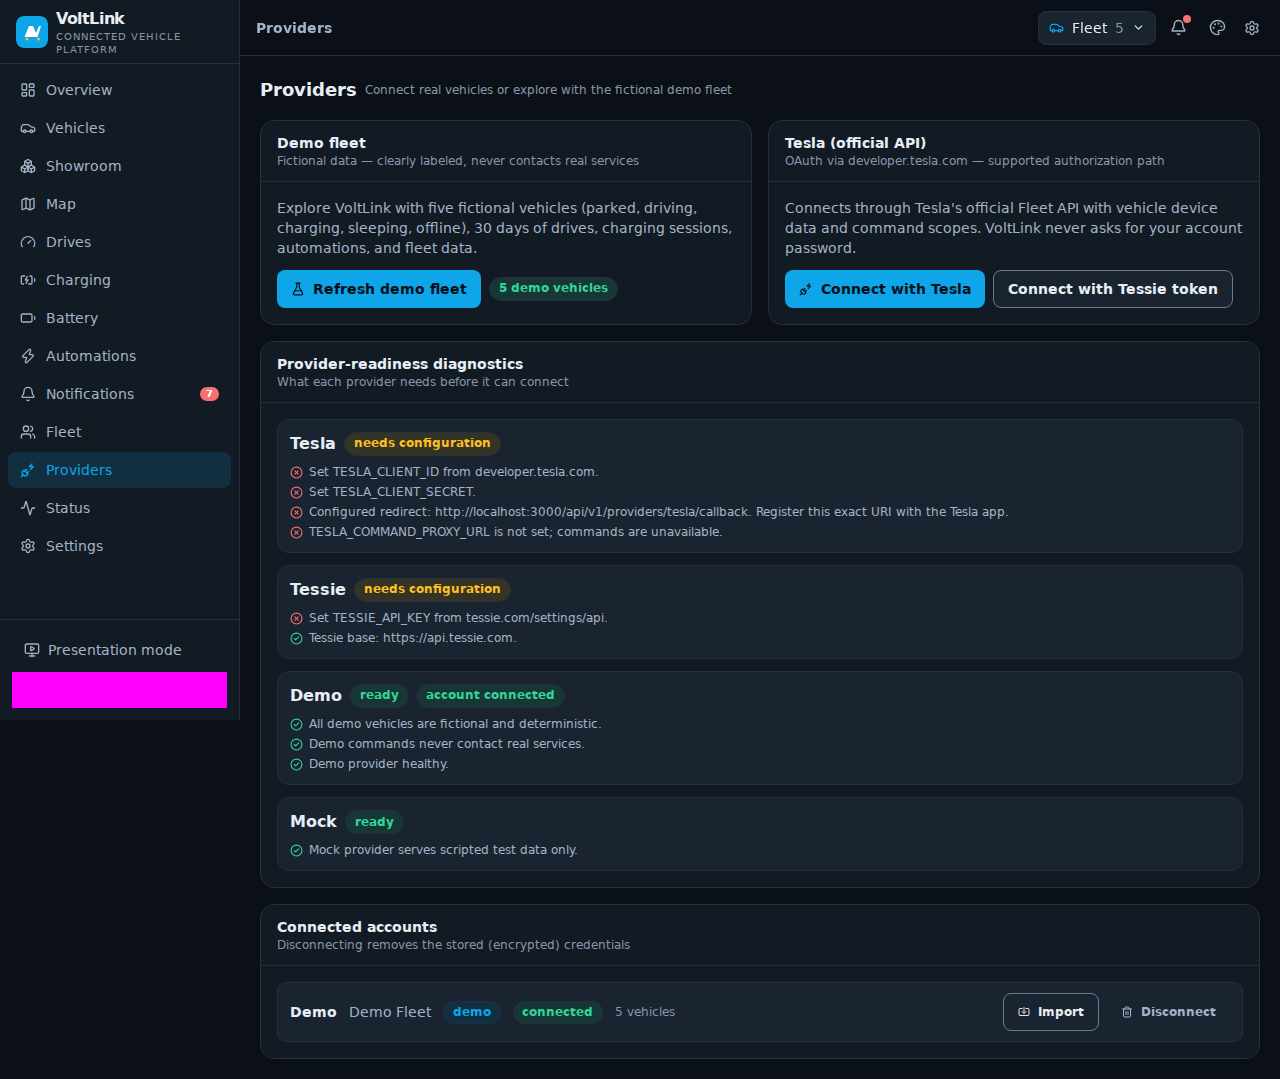 VoltLink
CONNECTED VEHICLE
PLATFORM
Providers
Fleet 5
Overview
Vehicles
Showroom
Map
Drives
Charging
Battery
Automations
Notifications 7
Fleet
Providers
Status
Settings
Presentation mode
Providers Connect real vehicles or explore with the fictional demo fleet
Demo fleet
Fictional data — clearly labeled, never contacts real services
Explore VoltLink with five fictional vehicles (parked, driving,
charging, sleeping, offline), 30 days of drives, charging sessions,
automations, and fleet data.
Refresh demo fleet 5 demo vehicles
Tesla (official API)
OAuth via developer.tesla.com — supported authorization path
Connects through Tesla's official Fleet API with vehicle device
data and command scopes. VoltLink never asks for your account
password.
Connect with Tesla Connect with Tessie token
Provider-readiness diagnostics
What each provider needs before it can connect
Tesla needs configuration
Set TESLA_CLIENT_ID from developer.tesla.com.
Set TESLA_CLIENT_SECRET.
Configured redirect: http://localhost:3000/api/v1/providers/tesla/callback. Register this exact URI with the Tesla app.
TESLA_COMMAND_PROXY_URL is not set; commands are unavailable.
Tessie needs configuration
Set TESSIE_API_KEY from tessie.com/settings/api.
Tessie base: https://api.tessie.com.
Demo ready account connected
All demo vehicles are fictional and deterministic.
Demo commands never contact real services.
Demo provider healthy.
Mock ready
Mock provider serves scripted test data only.
Connected accounts
Disconnecting removes the stored (encrypted) credentials
Demo Demo Fleet demo connected 5 vehicles Import Disconnect